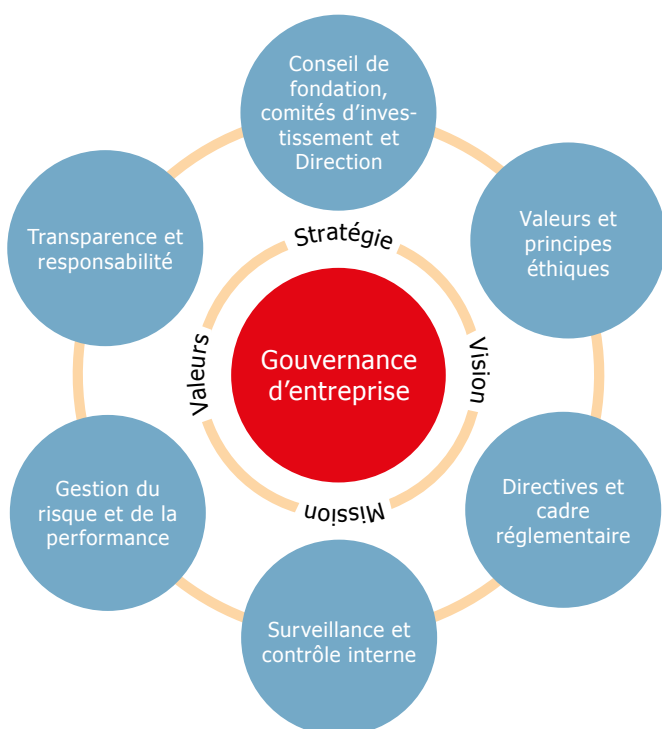 Conseil de
fondation,
comités d’inves-
tissement et
Direction
Transparence et
responsabilité
Valeurs et
principes
éthiques
Stratégie
Valeurs
Gouvernance
d’entreprise
Vision
Mission
Gestion du
risque et de la
performance
Directives et
cadre
réglementaire
Surveillance et
contrôle interne